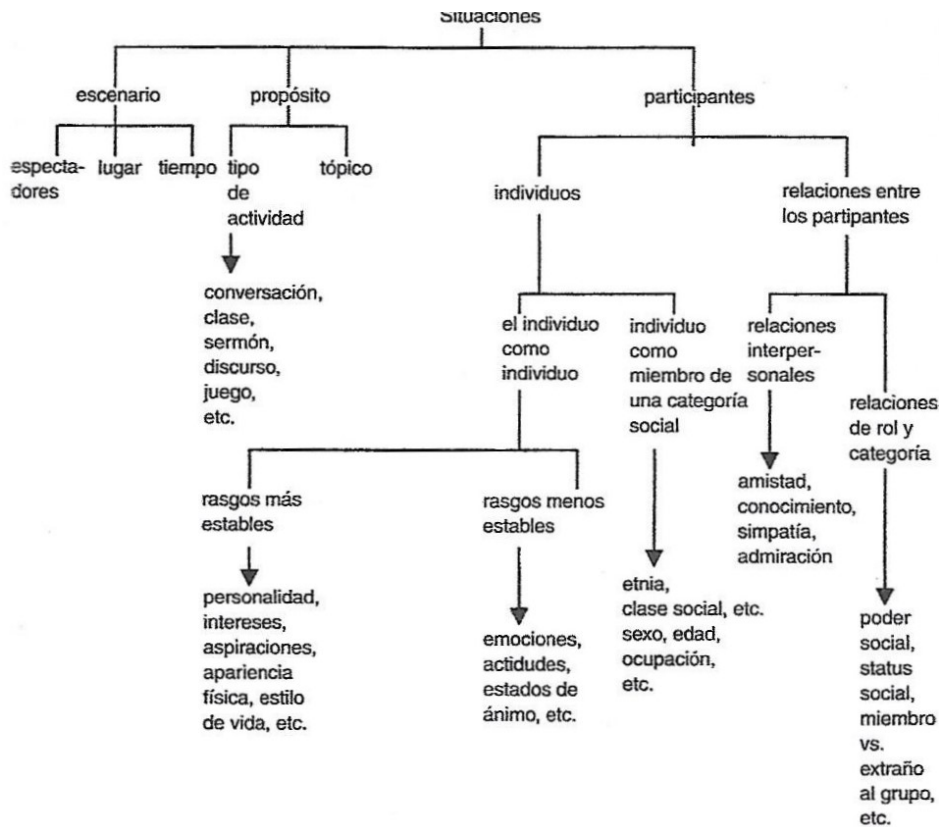 Situaciones
escenario
propósito
participantes
especta-
dores
lugar
tiempo
tipo
de
actividad
tópico
individuos
relaciones entre
los partipantes
conversación,
clase,
sermón,
discurso,
juego,
etc.
el individuo
como
individuo
individuo
como
miembro de
una categoría
social
relaciones
interper-
sonales
relaciones
de rol y
categoría
rasgos más
estables
rasgos menos
estables
amistad,
conocimiento,
simpatía,
admiración
personalidad,
intereses,
aspiraciones,
apariencia
física, estilo
de vida, etc.
emociones,
actidudes,
estados de
ánimo, etc.
etnia,
clase social, etc.
sexo, edad,
ocupación,
etc.
poder
social,
status
social,
miembro
vs.
extraño
al grupo,
etc.